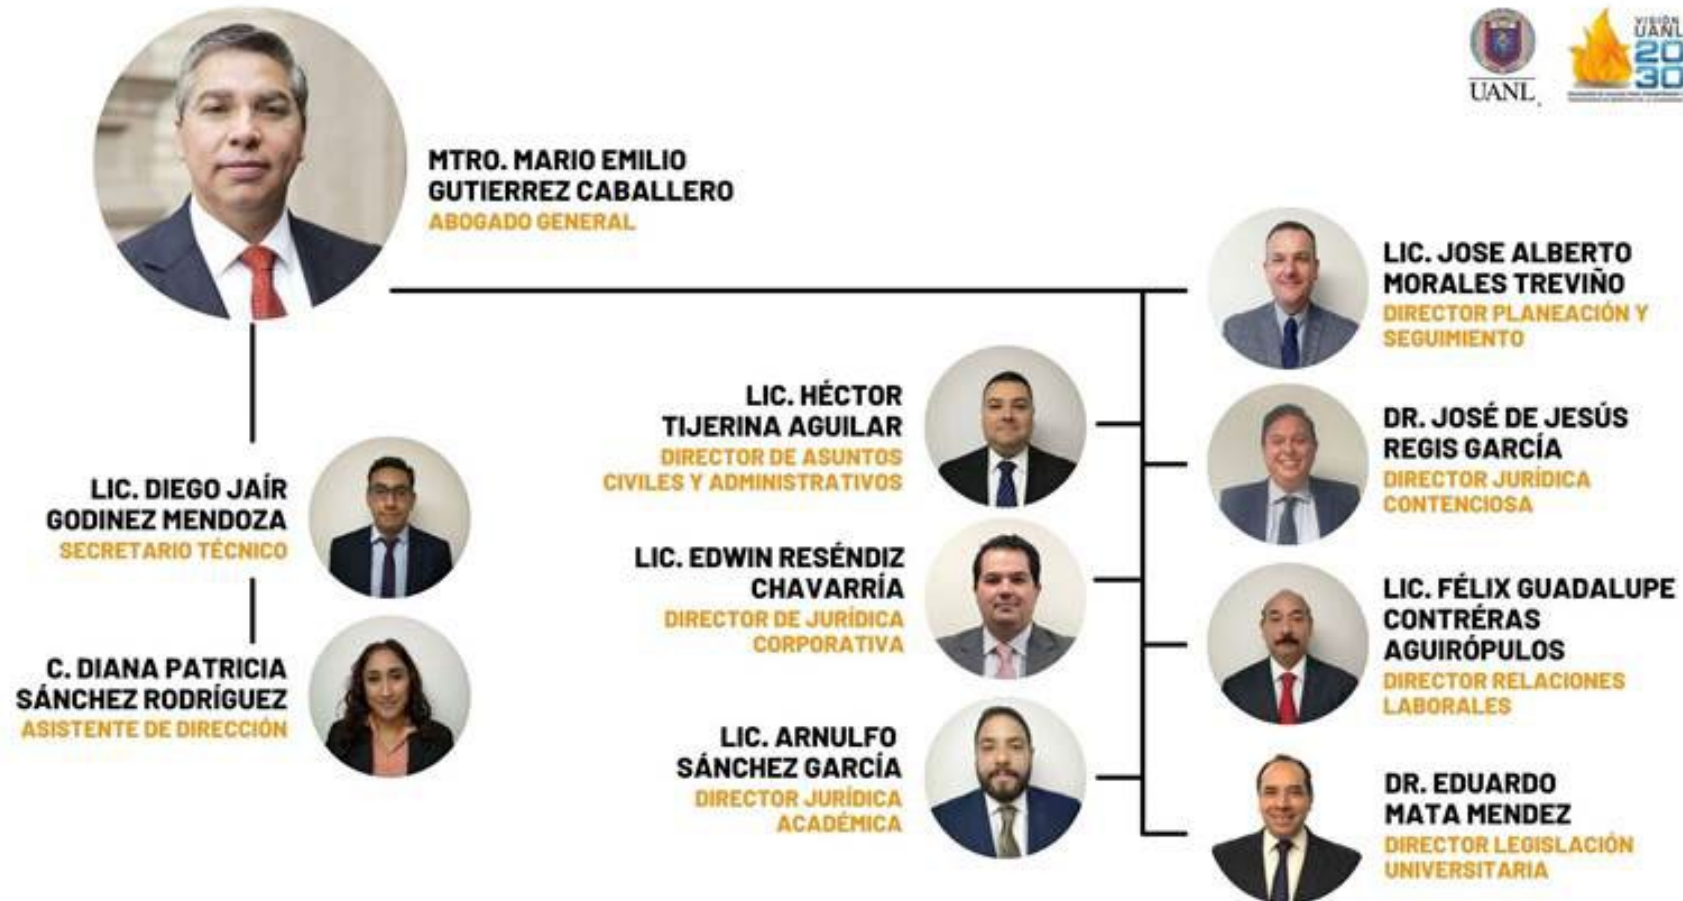 VISIÓN
UANL
20
30
UANL
MTRO. MARIO EMILIO
GUTIERREZ CABALLERO
ABOGADO GENERAL
LIC. JOSE ALBERTO
MORALES TREVIÑO
DIRECTOR PLANEACIÓN Y
SEGUIMIENTO
LIC. HÉCTOR
TIJERINA AGUILAR
DIRECTOR DE ASUNTOS
CIVILES Y ADMINISTRATIVOS
DR. JOSÉ DE JESÚS
REGIS GARCÍA
DIRECTOR JURÍDICA
CONTENCIOSA
LIC. DIEGO JAÍR
GODINEZ MENDOZA
SECRETARIO TÉCNICO
LIC. EDWIN RESÉNDIZ
CHAVARRÍA
DIRECTOR DE JURÍDICA
CORPORATIVA
LIC. FÉLIX GUADALUPE
CONTRÉRAS
AGUIRÓPULOS
DIRECTOR RELACIONES
LABORALES
C. DIANA PATRICIA
SÁNCHEZ RODRÍGUEZ
ASISTENTE DE DIRECCIÓN
LIC. ARNULFO
SÁNCHEZ GARCÍA
DIRECTOR JURÍDICA
ACADÉMICA
DR. EDUARDO
MATA MENDEZ
DIRECTOR LEGISLACIÓN
UNIVERSITARIA